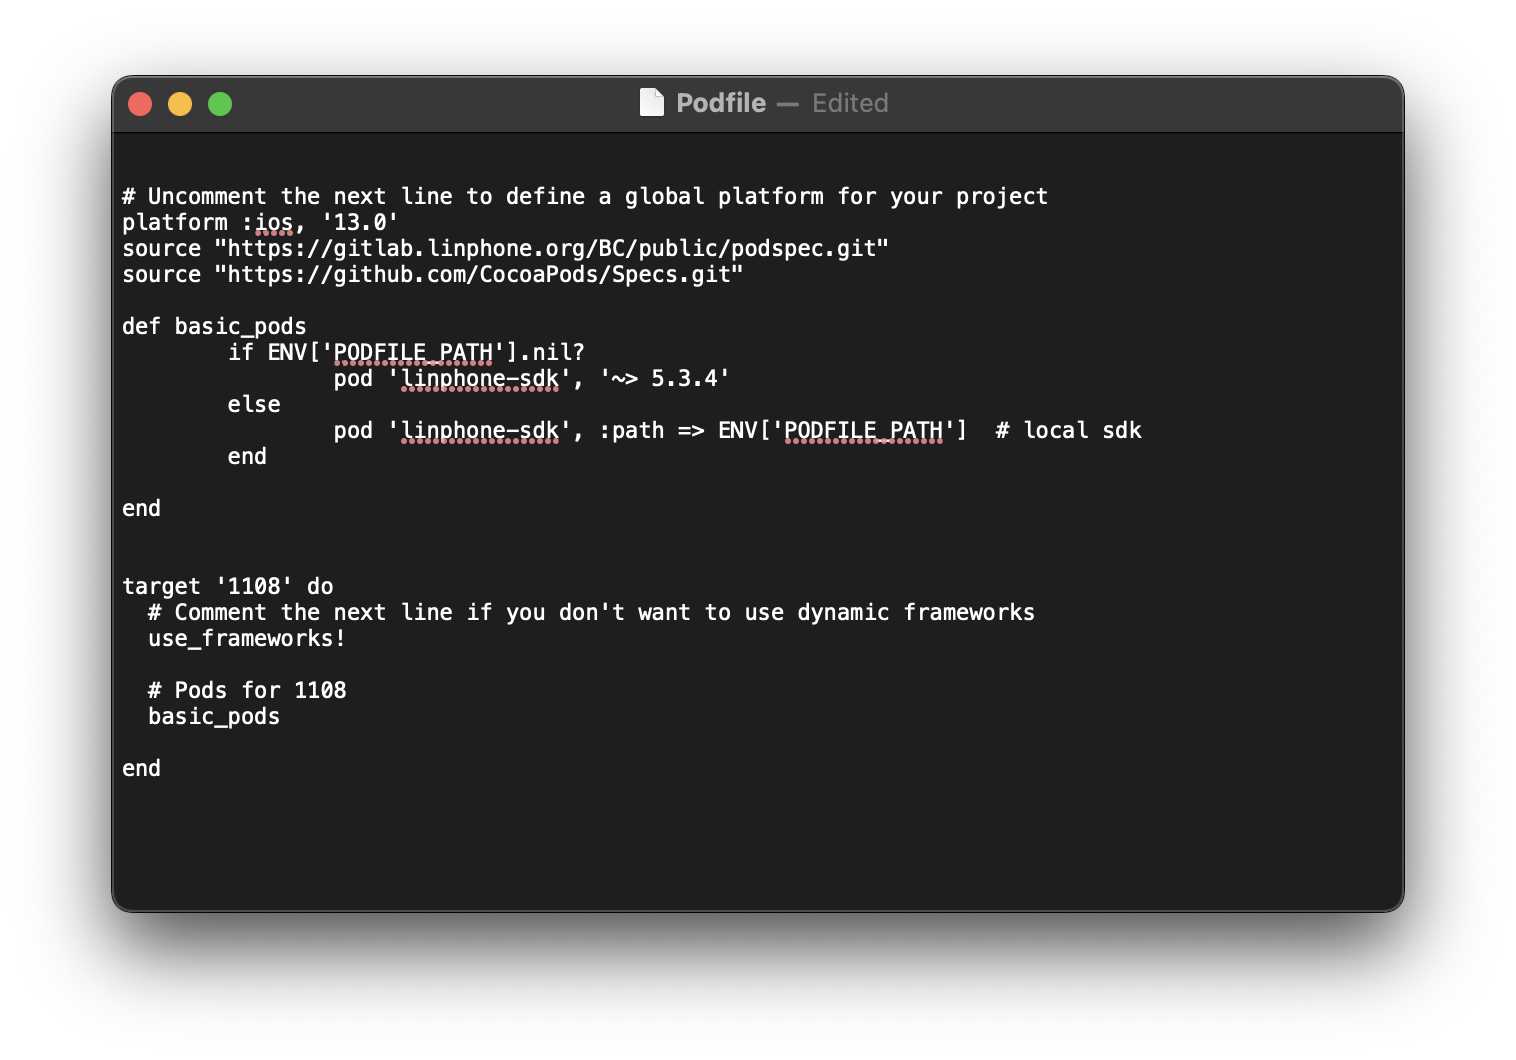 Podfile — Edited
# Uncomment the next line to define a global platform for your project
platform :ios, '13.0'
source "https://gitlab.linphone.org/BC/public/podspec.git"
source "https://github.com/CocoaPods/Specs.git"
def basic_pods
        if ENV['PODFILE_PATH'].nil?
                pod 'linphone-sdk', '~> 5.3.4'
        else
                pod 'linphone-sdk', :path => ENV['PODFILE_PATH']  # local sdk
        end
end
target '1108' do
  # Comment the next line if you don't want to use dynamic frameworks
  use_frameworks!
  # Pods for 1108
  basic_pods
end